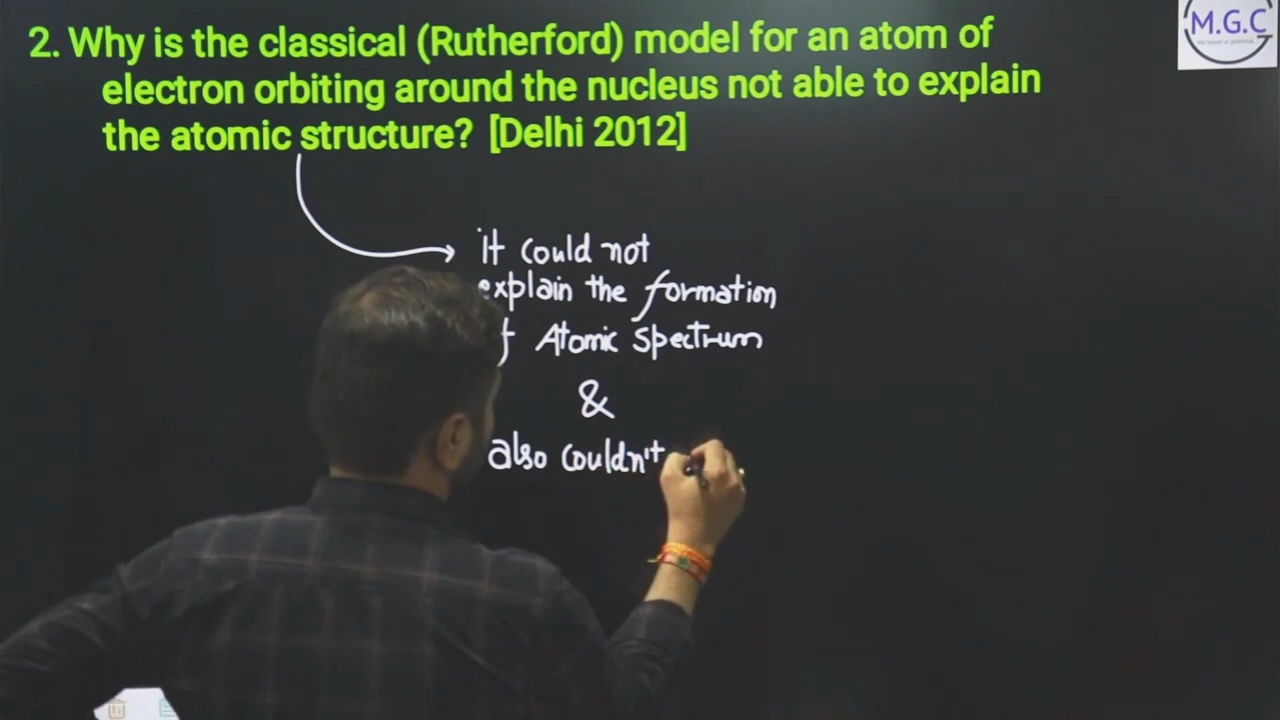 2. Why is the classical (Rutherford) model for an atom of
electron orbiting around the nucleus not able to explain
the atomic structure? [Delhi 2012]
M.G.C
it could not
explain the formation
Atomic Spectrum
&
also couldn't